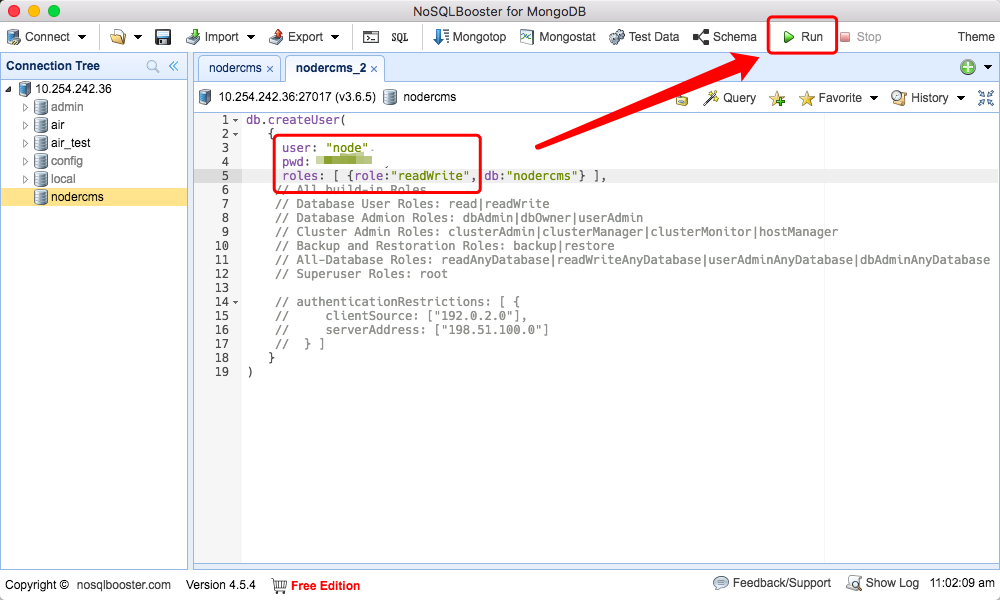 NoSQLBooster for MongoDB
Connect Import Export SQL Mongotop Mongostat Test Data Schema Run Stop Theme
Connection Tree
10.254.242.36
admin
air
air_test
config
local
nodercms
nodercms × nodercms_2 ×
10.254.242.36:27017 (v3.6.5) nodercms Query Favorite History
1 db.createUser(
2 {
3 user: "node"
4 pwd:
5 roles: [ {role:"readWrite", db:"nodercms"} ],
6 // All build-in Roles
7 // Database User Roles: read|readWrite
8 // Database Admion Roles: dbAdmin|dbOwner|userAdmin
9 // Cluster Admin Roles: clusterAdmin|clusterManager|clusterMonitor|hostManager
10 // Backup and Restoration Roles: backup|restore
11 // All-Database Roles: readAnyDatabase|readWriteAnyDatabase|userAdminAnyDatabase|dbAdminAnyDatabase
12 // Superuser Roles: root
13
14 // authenticationRestrictions: [ {
15 // clientSource: ["192.0.2.0"],
16 // serverAddress: ["198.51.100.0"]
17 // } ]
18 }
19 )
Copyright © nosqlbooster.com Version 4.5.4 Free Edition Feedback/Support Show Log 11:02:09 am